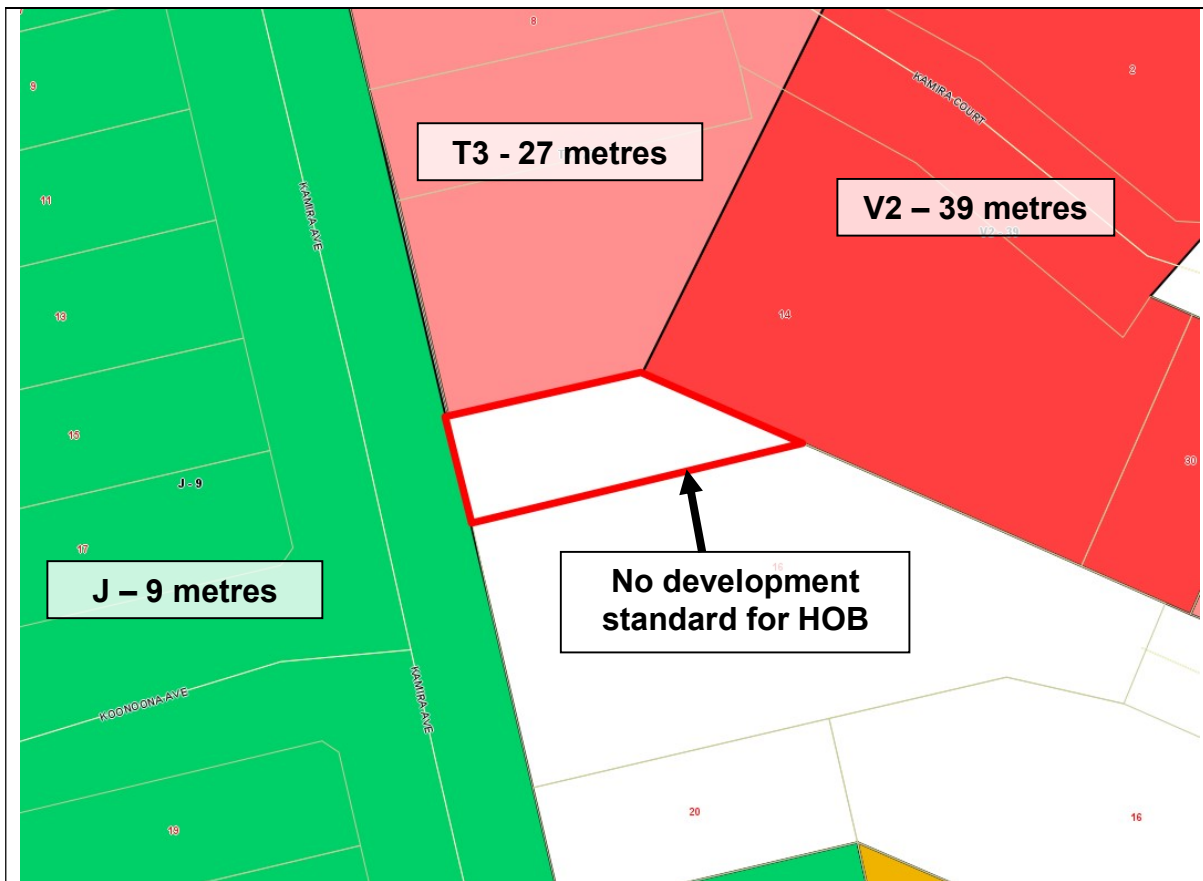 8
2
9
KAMIRA COURT
T3 - 27 metres
V2 – 39 metres
V2 - 39
11
KAMIRA AVE
13
14
15
30
J - 9
17
16
J – 9 metres
No development
standard for HOB
KOONOONA AVE
KAMIRA AVE
20
16
19